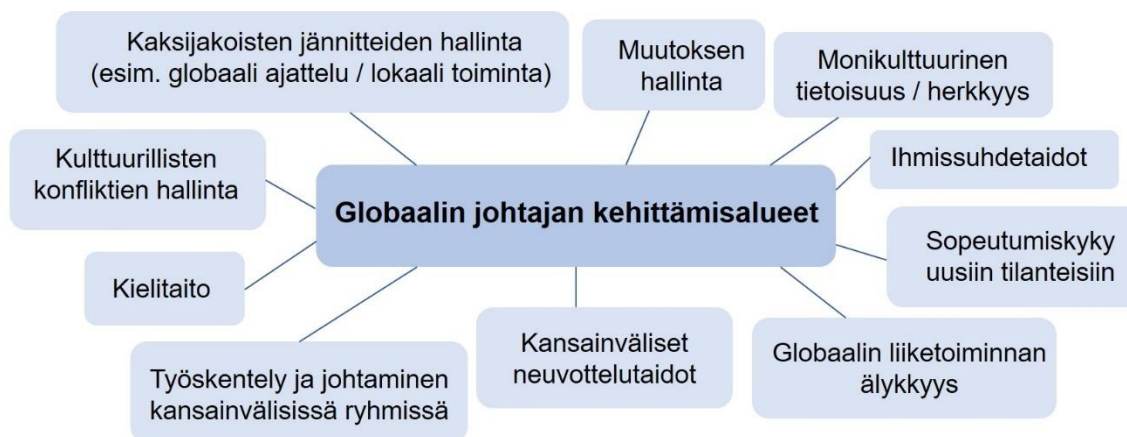 Kaksijakoisten jännitteiden hallinta
(esim. globaali ajattelu / lokaali toiminta)
Muutoksen
hallinta
Monikulttuurinen
tietoisuus / herkkyys
Kulttuurillisten
konfliktien hallinta
Ihmissuhdetaidot
Globaalin johtajan kehittämisalueet
Sopeutumiskyky
uusiin tilanteisiin
Kielitaito
Työskentely ja johtaminen
kansainvälisissä ryhmissä
Kansainväliset
neuvottelutaidot
Globaalin liiketoiminnan
älykkyys